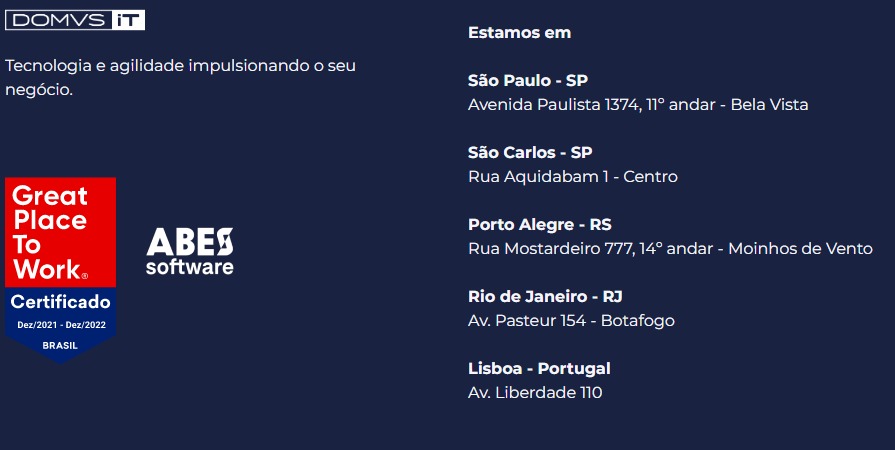 DOMVS iT
Tecnologia e agilidade impulsionando o seu
negócio.
Great
Place
To
Work®
Certificado
Dez/2021 - Dez/2022
BRASIL
ABES
software
Estamos em
São Paulo - SP
Avenida Paulista 1374, 11º andar - Bela Vista
São Carlos - SP
Rua Aquidabam 1 - Centro
Porto Alegre - RS
Rua Mostardeiro 777, 14º andar - Moinhos de Vento
Rio de Janeiro - RJ
Av. Pasteur 154 - Botafogo
Lisboa - Portugal
Av. Liberdade 110